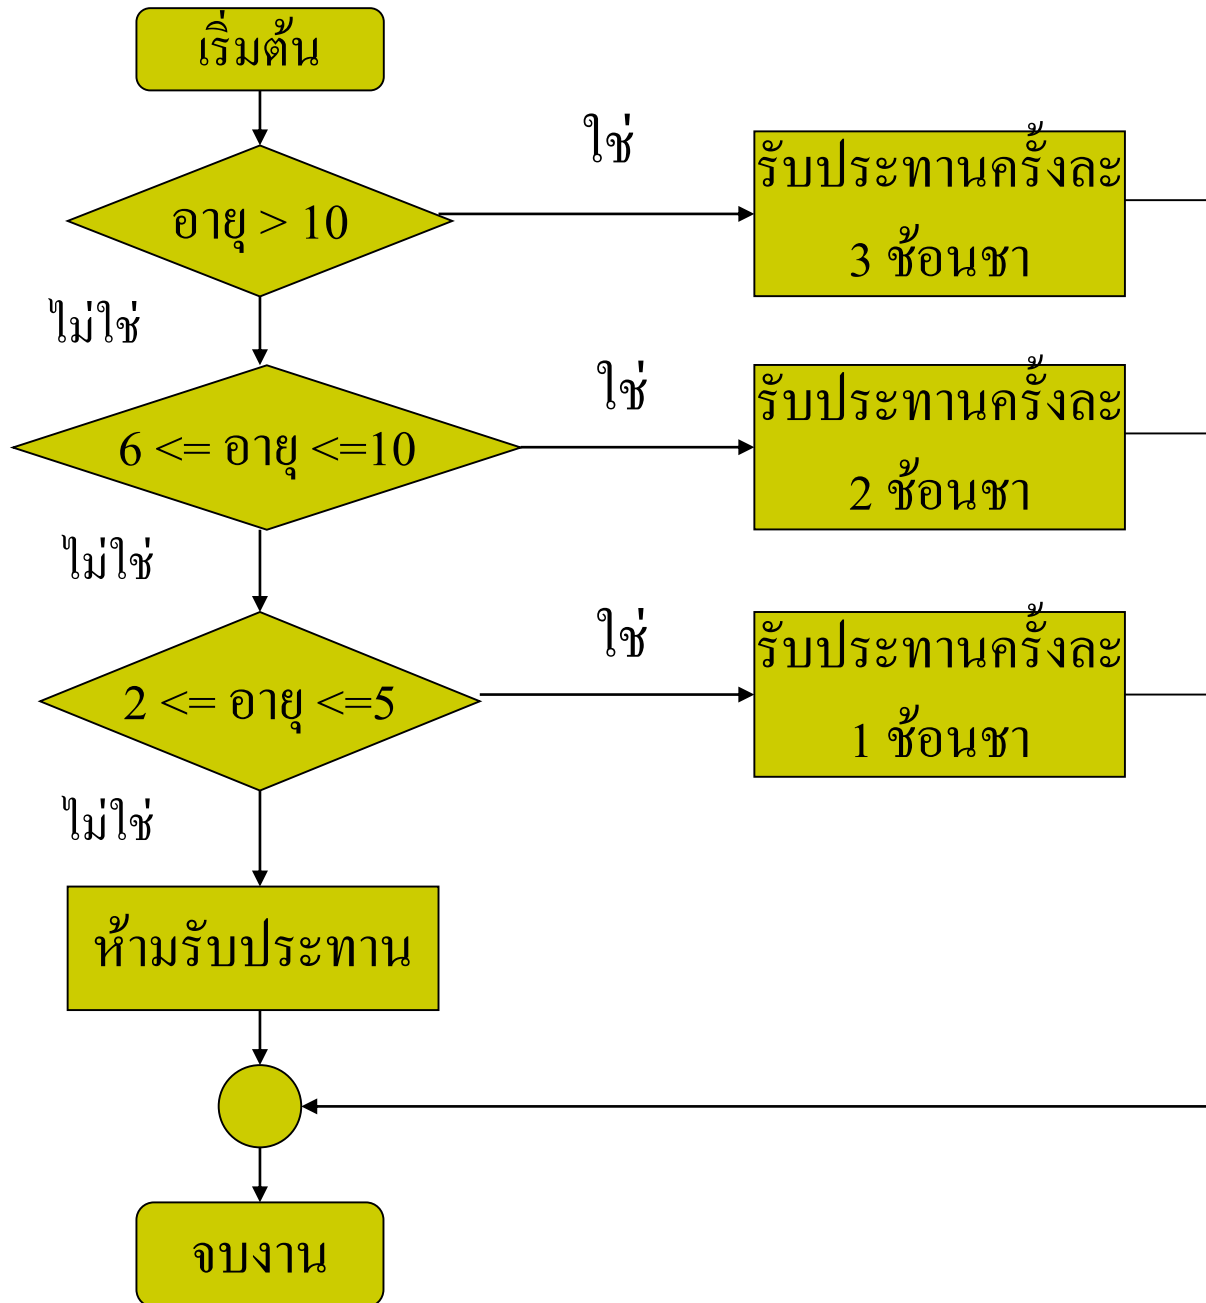 เริ่มต้น
อายุ > 10
ใช่
รับประทานครั้งละ
3 ช้อนชา
ไม่ใช่
6 <= อายุ <=10
ใช่
รับประทานครั้งละ
2 ช้อนชา
ไม่ใช่
2 <= อายุ <=5
ใช่
รับประทานครั้งละ
1 ช้อนชา
ไม่ใช่
ห้ามรับประทาน
จบงาน